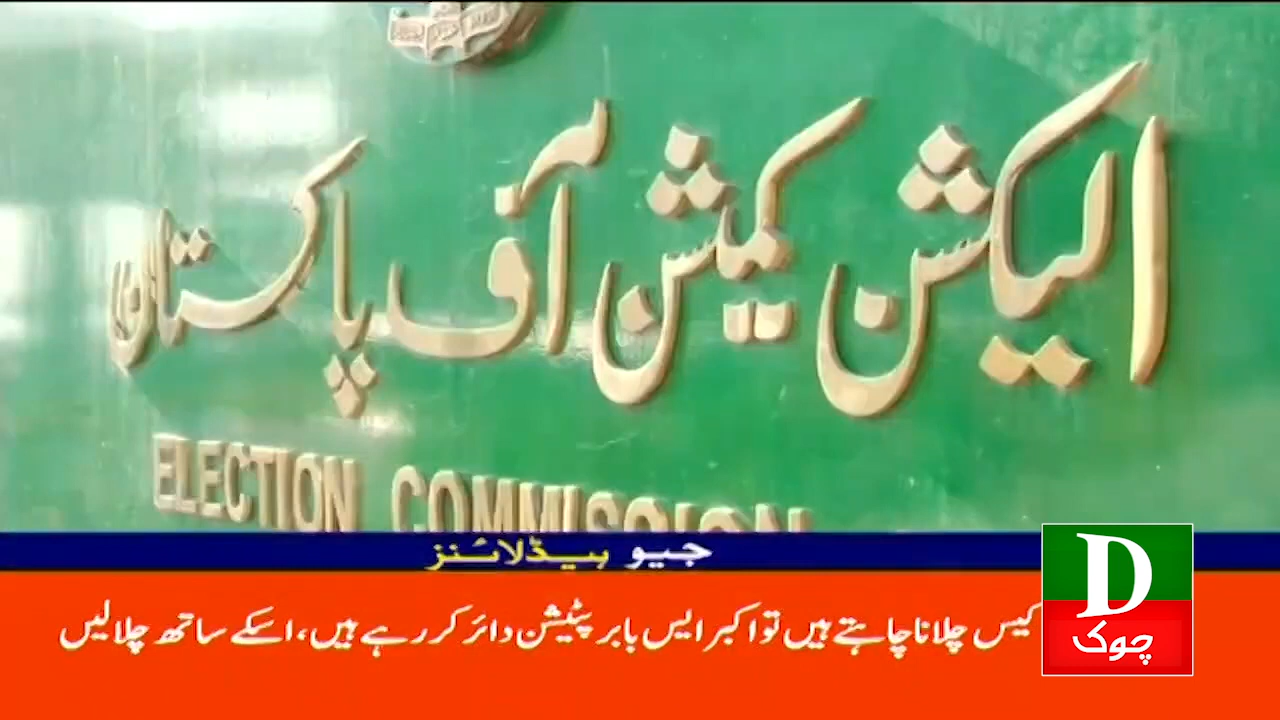 الیکشن کمیشن آف پاکستان
ELECTION COMMISSION
جیو ہیڈلائنز
کیس چلانا چاہتے ہیں تو اکبر ایس بابر پٹیشن دائر کر رہے ہیں، اسکے ساتھ چلالیں
D
چوک